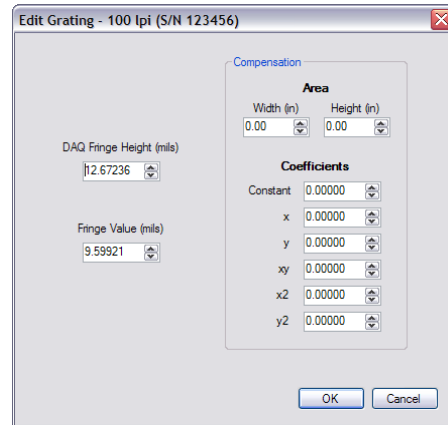 Edit Grating - 100 lpi (S/N 123456)
Compensation
Area
Width (in) Height (in)
0.00 0.00
DAQ Fringe Height (mils)
12.67236
Coefficients
Constant 0.00000
x 0.00000
Fringe Value (mils)
y 0.00000
9.59921
xy 0.00000
x2 0.00000
y2 0.00000
OK Cancel